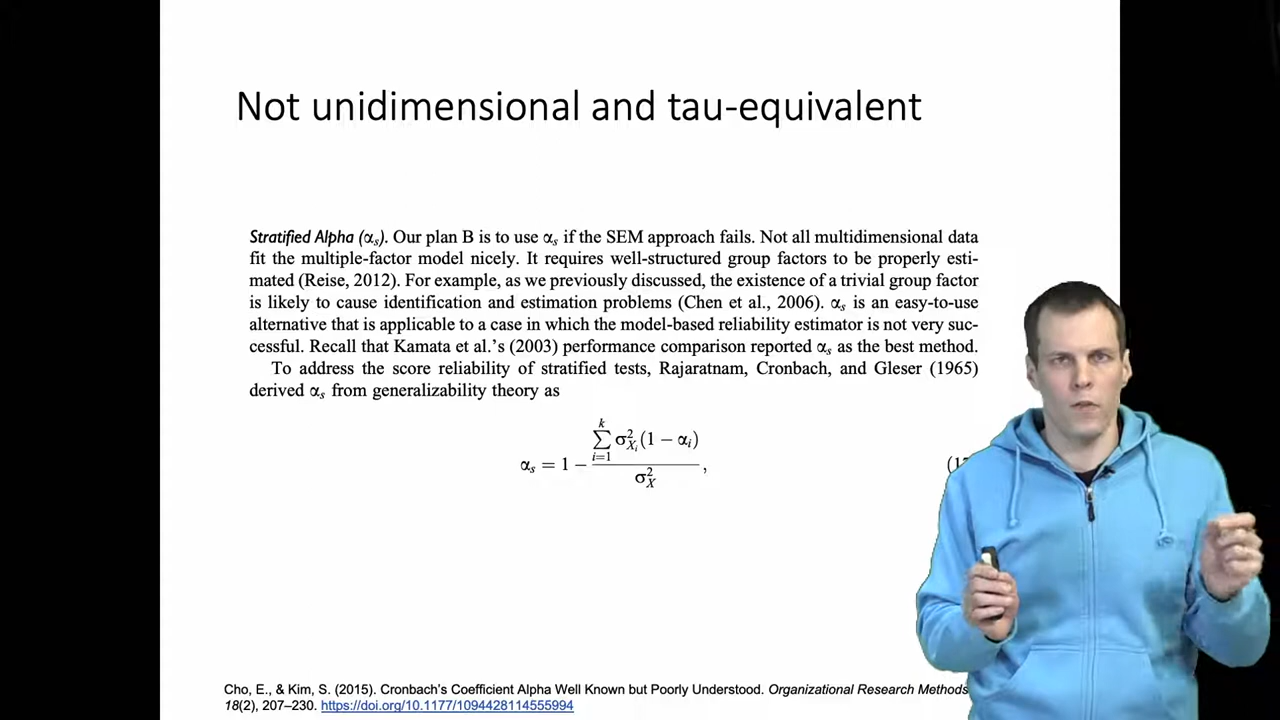 Not unidimensional and tau-equivalent
Stratified Alpha (αs). Our plan B is to use αs if the SEM approach fails. Not all multidimensional data
fit the multiple-factor model nicely. It requires well-structured group factors to be properly esti-
mated (Reise, 2012). For example, as we previously discussed, the existence of a trivial group factor
is likely to cause identification and estimation problems (Chen et al., 2006). αs is an easy-to-use
alternative that is applicable to a case in which the model-based reliability estimator is not very suc-
cessful. Recall that Kamata et al.'s (2003) performance comparison reported αs as the best method.
To address the score reliability of stratified tests, Rajaratnam, Cronbach, and Gleser (1965)
derived αs from generalizability theory as
αs = 1 − ∑_{i=1}^{k} σ²_{Xi}(1 − αi) / σ²_X ,
Cho, E., & Kim, S. (2015). Cronbach's Coefficient Alpha Well Known but Poorly Understood. Organizational Research Methods
18(2), 207–230. https://doi.org/10.1177/1094428114555994